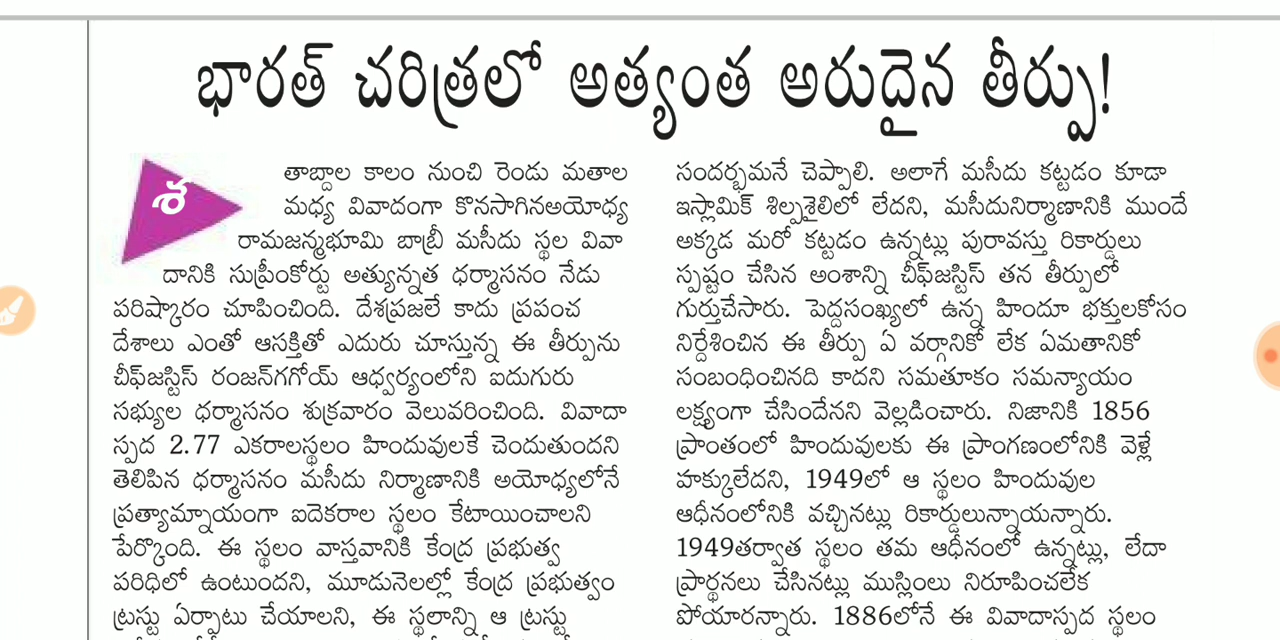 భారత్ చరిత్రలో అత్యంత అరుదైన తీర్పు!
శ
తాబ్దాల కాలం నుంచి రెండు మతాల
మధ్య వివాదంగా కొనసాగినఅయోధ్య
రామజన్మభూమి బాబ్రీ మసీదు స్థల వివా
దానికి సుప్రీంకోర్టు అత్యున్నత ధర్మాసనం నేడు
పరిష్కారం చూపించింది. దేశప్రజలే కాదు ప్రపంచ
దేశాలు ఎంతో ఆసక్తితో ఎదురు చూస్తున్న ఈ తీర్పును
చీఫ్‌జస్టిస్ రంజన్‌గగోయ్ ఆధ్వర్యంలోని ఐదుగురు
సభ్యుల ధర్మాసనం శుక్రవారం వెలువరించింది. వివాదా
స్పద 2.77 ఎకరాలస్థలం హిందువులకే చెందుతుందని
తెలిపిన ధర్మాసనం మసీదు నిర్మాణానికి అయోధ్యలోనే
ప్రత్యామ్నాయంగా ఐదెకరాల స్థలం కేటాయించాలని
పేర్కొంది. ఈ స్థలం వాస్తవానికి కేంద్ర ప్రభుత్వ
పరిధిలో ఉంటుందని, మూడునెలల్లో కేంద్ర ప్రభుత్వం
ట్రస్టు ఏర్పాటు చేయాలని, ఈ స్థలాన్ని ఆ ట్రస్టు
సందర్భమనే చెప్పాలి. అలాగే మసీదు కట్టడం కూడా
ఇస్లామిక్ శిల్పశైలిలో లేదని, మసీదునిర్మాణానికి ముందే
అక్కడ మరో కట్టడం ఉన్నట్లు పురావస్తు రికార్డులు
స్పష్టం చేసిన అంశాన్ని చీఫ్‌జస్టిస్ తన తీర్పులో
గుర్తుచేసారు. పెద్దసంఖ్యలో ఉన్న హిందూ భక్తులకోసం
నిర్దేశించిన ఈ తీర్పు ఏ వర్గానికో లేక ఏమతానికో
సంబంధించినది కాదని సమతూకం సమన్యాయం
లక్ష్యంగా చేసిందేనని వెల్లడించారు. నిజానికి 1856
ప్రాంతంలో హిందువులకు ఈ ప్రాంగణంలోనికి వెళ్లే
హక్కులేదని, 1949లో ఆ స్థలం హిందువుల
ఆధీనంలోనికి వచ్చినట్లు రికార్డులున్నాయన్నారు.
1949తర్వాత స్థలం తమ ఆధీనంలో ఉన్నట్లు, లేదా
ప్రార్థనలు చేసినట్లు ముస్లింలు నిరూపించలేక
పోయారన్నారు. 1886లోనే ఈ వివాదాస్పద స్థలం